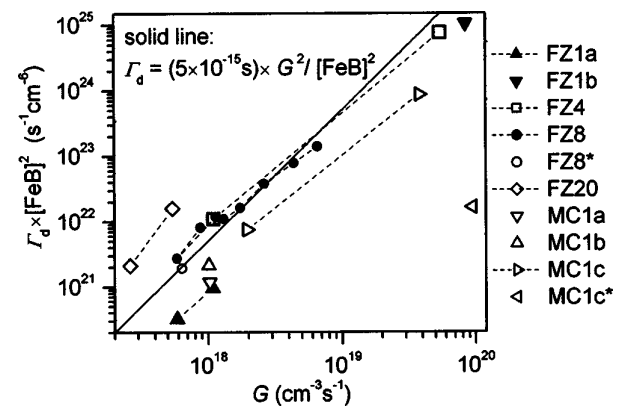 solid line:
Γd = (5×10⁻¹⁵s)× G²/ [FeB]²
Γd×[FeB]² (s⁻¹cm⁻⁶)
10²⁵
10²⁴
10²³
10²²
10²¹
10¹⁸
10¹⁹
10²⁰
G (cm⁻³s⁻¹)
FZ1a
FZ1b
FZ4
FZ8
FZ8*
FZ20
MC1a
MC1b
MC1c
MC1c*